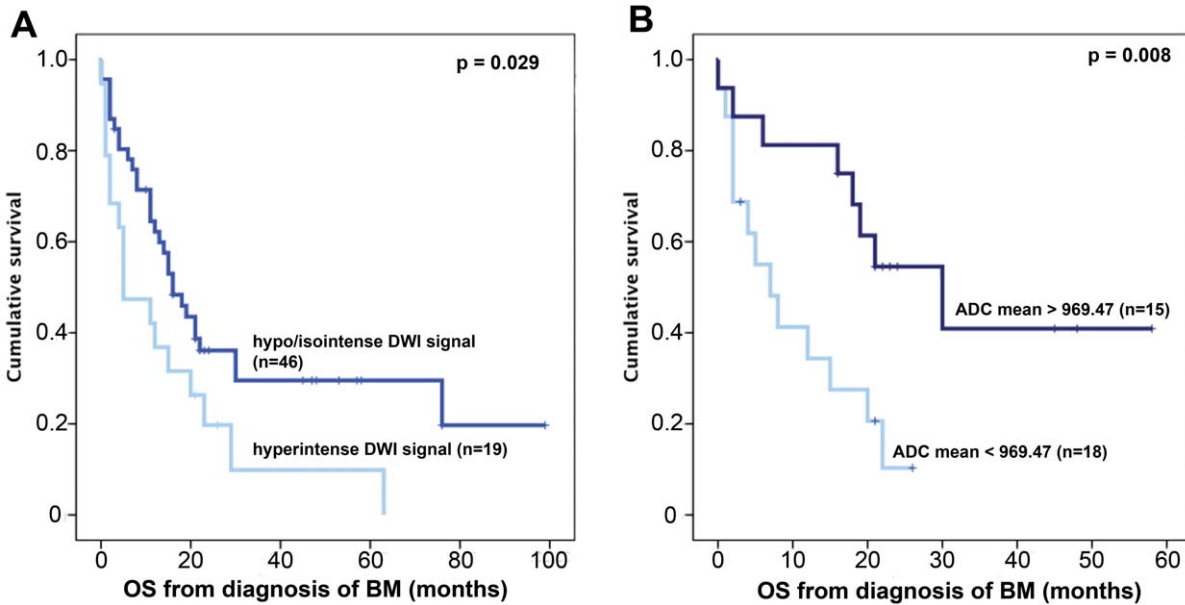 A
p = 0.029
Cumulative survival
1.0
0.8
0.6
0.4
0.2
0
hypo/isointense DWI signal
(n=46)
hyperintense DWI signal (n=19)
0 20 40 60 80 100
OS from diagnosis of BM (months)
B
p = 0.008
Cumulative survival
1.0
0.8
0.6
0.4
0.2
0
ADC mean > 969.47 (n=15)
ADC mean < 969.47 (n=18)
0 10 20 30 40 50 60
OS from diagnosis of BM (months)